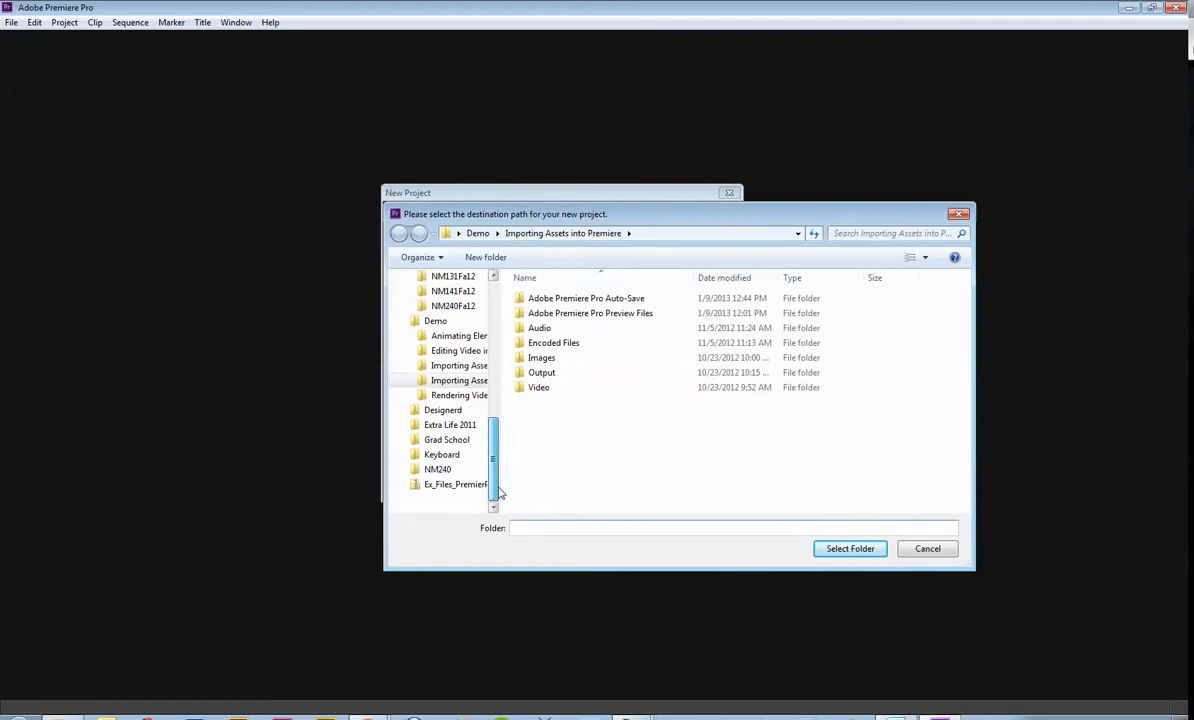 Adobe Premiere Pro
File Edit Project Clip Sequence Marker Title Window Help
New Project
Please select the destination path for your new project.
Demo Importing Assets into Premiere
Search Importing Assets into P...
Organize New folder
NM131Fa12
NM141Fa12
NM240Fa12
Demo
Animating Elen
Editing Video in
Importing Asse
Importing Asse
Rendering Vide
Designerd
Extra Life 2011
Grad School
Keyboard
NM240
Ex_Files_PremierP
Name Date modified Type Size
Adobe Premiere Pro Auto-Save 1/9/2013 12:44 PM File folder
Adobe Premiere Pro Preview Files 1/9/2013 12:01 PM File folder
Audio 11/5/2012 11:24 AM File folder
Encoded Files 11/5/2012 11:13 AM File folder
Images 10/23/2012 10:00 ... File folder
Output 10/23/2012 10:15 ... File folder
Video 10/23/2012 9:52 AM File folder
Folder:
Select Folder Cancel